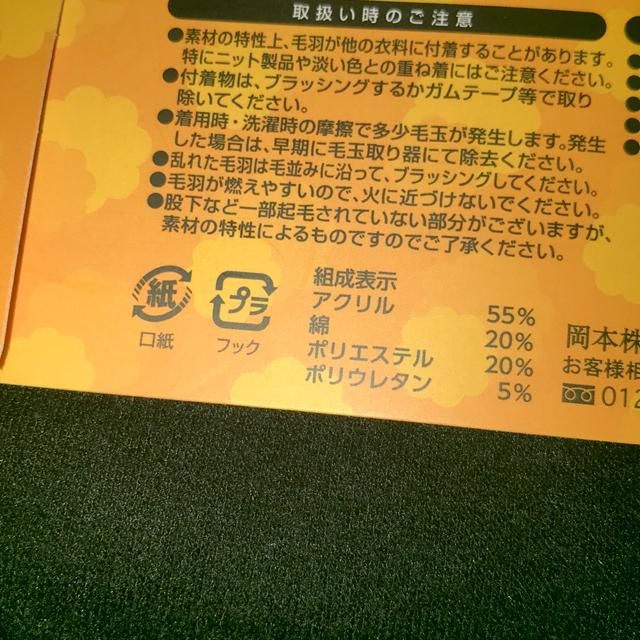 取扱い時のご注意
●素材の特性上、毛羽が他の衣料に付着することがあります。
特にニット製品や淡い色との重ね着にはご注意ください。
●付着物は、ブラッシングするかガムテープ等で取り
除いてください。
●着用時・洗濯時の摩擦で多少毛玉が発生します。発生
した場合は、早期に毛玉取り器にて除去ください。
●乱れた毛羽は毛並みに沿って、ブラッシングしてください。
●毛羽が燃えやすいので、火に近づけないでください。
●股下など一部起毛されていない部分がございますが、
素材の特性によるものですのでご了承ください。
紙
口紙
プラ
フック
組成表示
アクリル 55%
綿 20%
ポリエステル 20%
ポリウレタン 5%
岡本株
お客様相
012